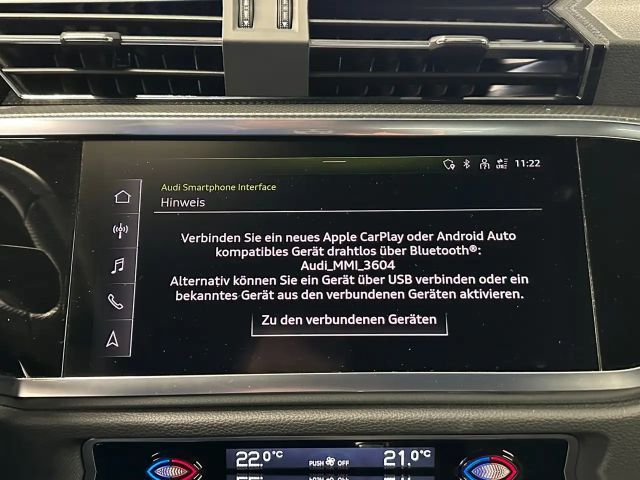 11:22
Audi Smartphone Interface
Hinweis
Verbinden Sie ein neues Apple CarPlay oder Android Auto
kompatibles Gerät drahtlos über Bluetooth®:
Audi_MMI_3604
Alternativ können Sie ein Gerät über USB verbinden oder ein
bekanntes Gerät aus den verbundenen Geräten aktivieren.
Zu den verbundenen Geräten
22.0°C PUSH OFF 21.0°C